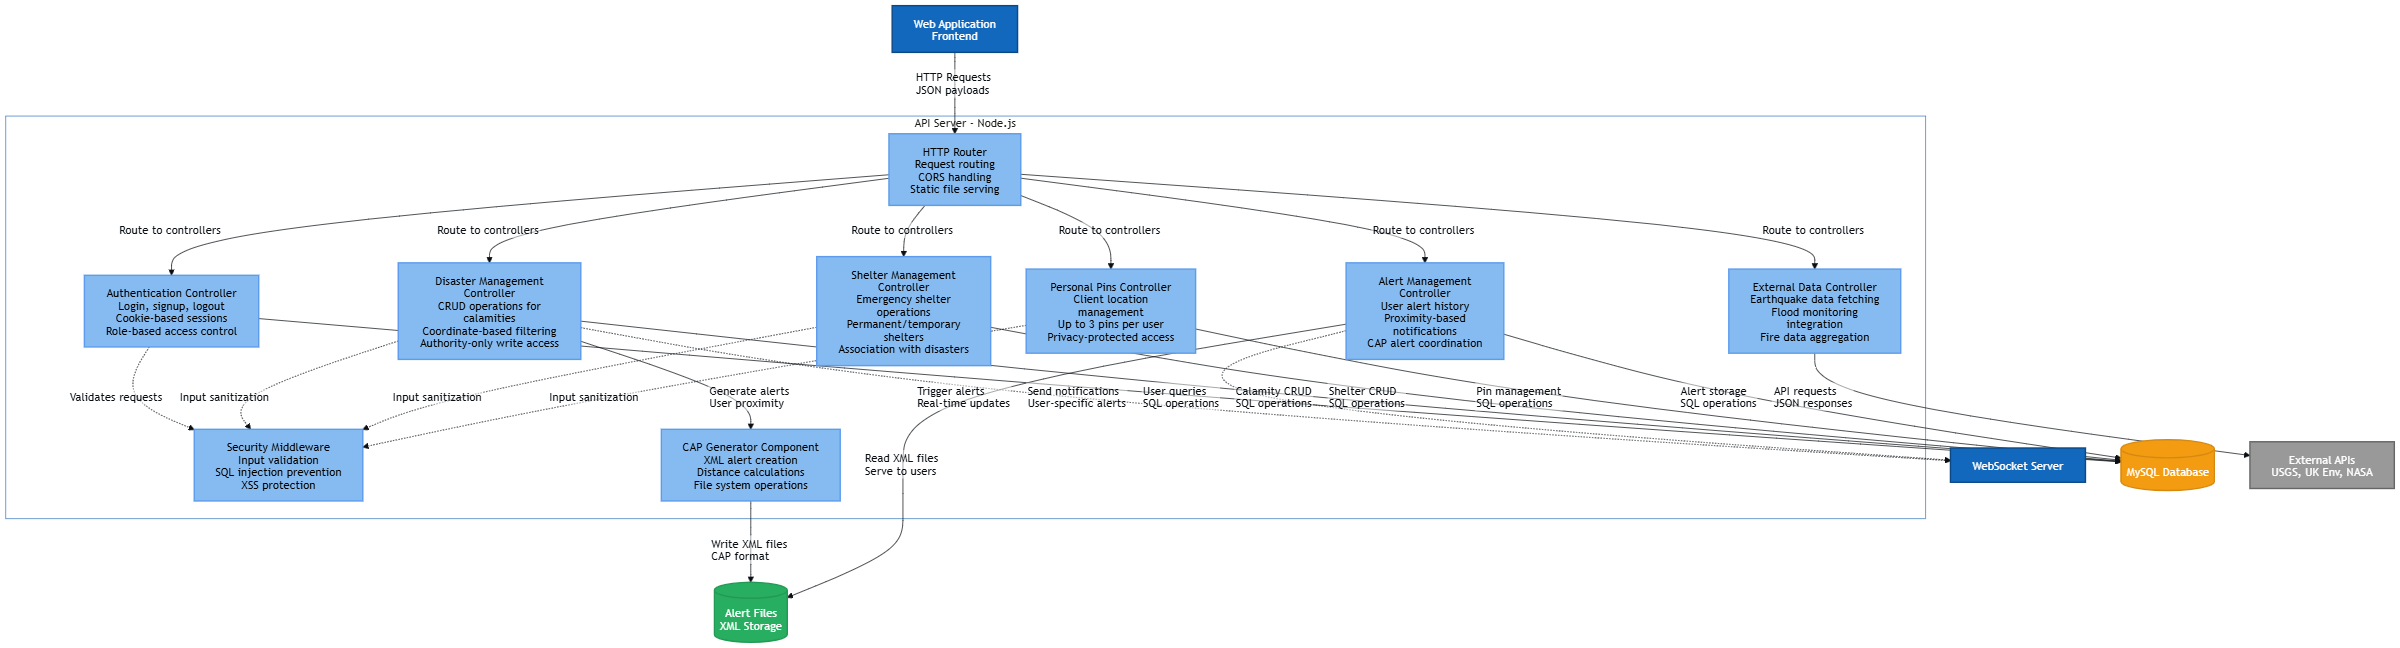 Web Application
Frontend
HTTP Requests
JSON payloads
API Server - Node.js
HTTP Router
Request routing
CORS handling
Static file serving
Route to controllers
Route to controllers
Route to controllers
Route to controllers
Route to controllers
Route to controllers
Authentication Controller
Login, signup, logout
Cookie-based sessions
Role-based access control
Disaster Management
Controller
CRUD operations for
calamities
Coordinate-based filtering
Authority-only write access
Shelter Management
Controller
Emergency shelter
operations
Permanent/temporary
shelters
Association with disasters
Personal Pins Controller
Client location
management
Up to 3 pins per user
Privacy-protected access
Alert Management
Controller
User alert history
Proximity-based
notifications
CAP alert coordination
External Data Controller
Earthquake data fetching
Flood monitoring
integration
Fire data aggregation
Validates requests
Input sanitization
Input sanitization
Input sanitization
Generate alerts
User proximity
Trigger alerts
Real-time updates
Send notifications
User-specific alerts
User queries
SQL operations
Calamity CRUD
SQL operations
Shelter CRUD
SQL operations
Pin management
SQL operations
Alert storage
SQL operations
API requests
JSON responses
Security Middleware
Input validation
SQL injection prevention
XSS protection
CAP Generator Component
XML alert creation
Distance calculations
File system operations
Read XML files
Serve to users
WebSocket Server
MySQL Database
External APIs
USGS, UK Env, NASA
Write XML files
CAP format
Alert Files
XML Storage